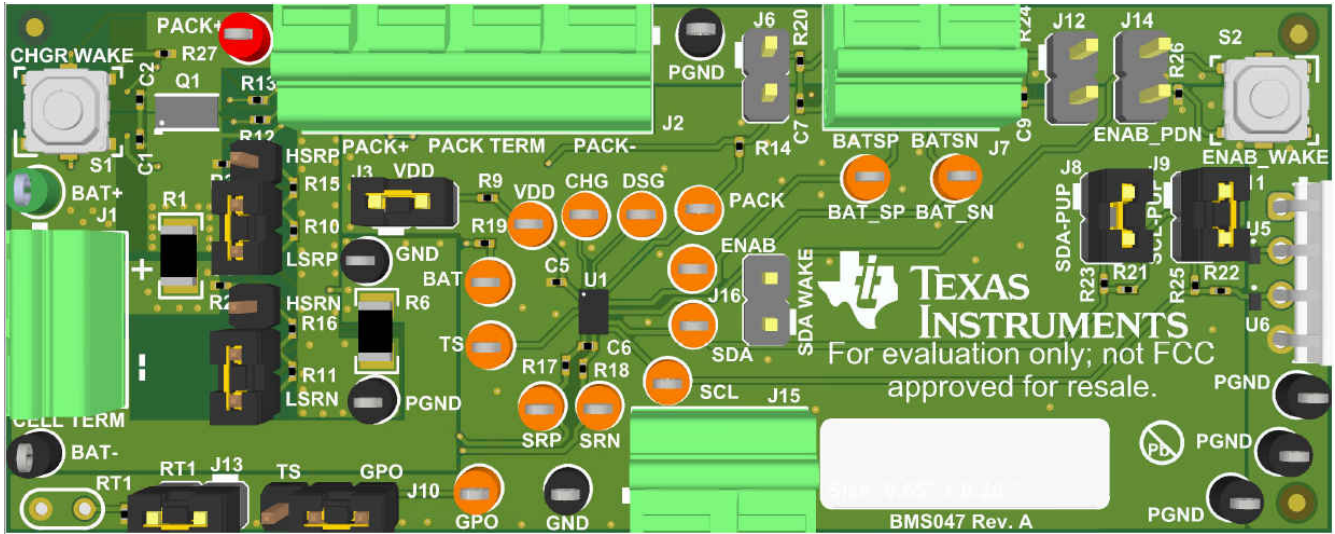 PACK+
CHGR WAKE
R27
C2
Q1
R13
C1
S1
R12
BAT+
J1
R1
HSRP
R15
R10
LSRP
HSRN
R16
R11
LSRN
PACK+ PACK TERM PACK-
J2
PGND
J6
R20
C7
R14
R24
J12
J14
R26
S2
C9
ENAB_PDN
ENAB_WAKE
BATSP
BATSN
J7
BAT_SP
BAT_SN
J3
VDD
R9
VDD
CHG
DSG
PACK
R19
GND
BAT
C5
U1
ENAB
J16
SDA WAKE
J8
J9
SDA-PUP
SCL-PUP
U5
R23
R21
R25
R22
U6
R6
TS
R17
C6
R18
SDA
SCL
SRP
SRN
PGND
TEXAS
INSTRUMENTS
For evaluation only; not FCC
approved for resale.
J15
PGND
CELL TERM
BAT-
RT1
RT1
J13
TS
GPO
J10
GPO
GND
Pb
PGND
PGND
BMS047 Rev. A